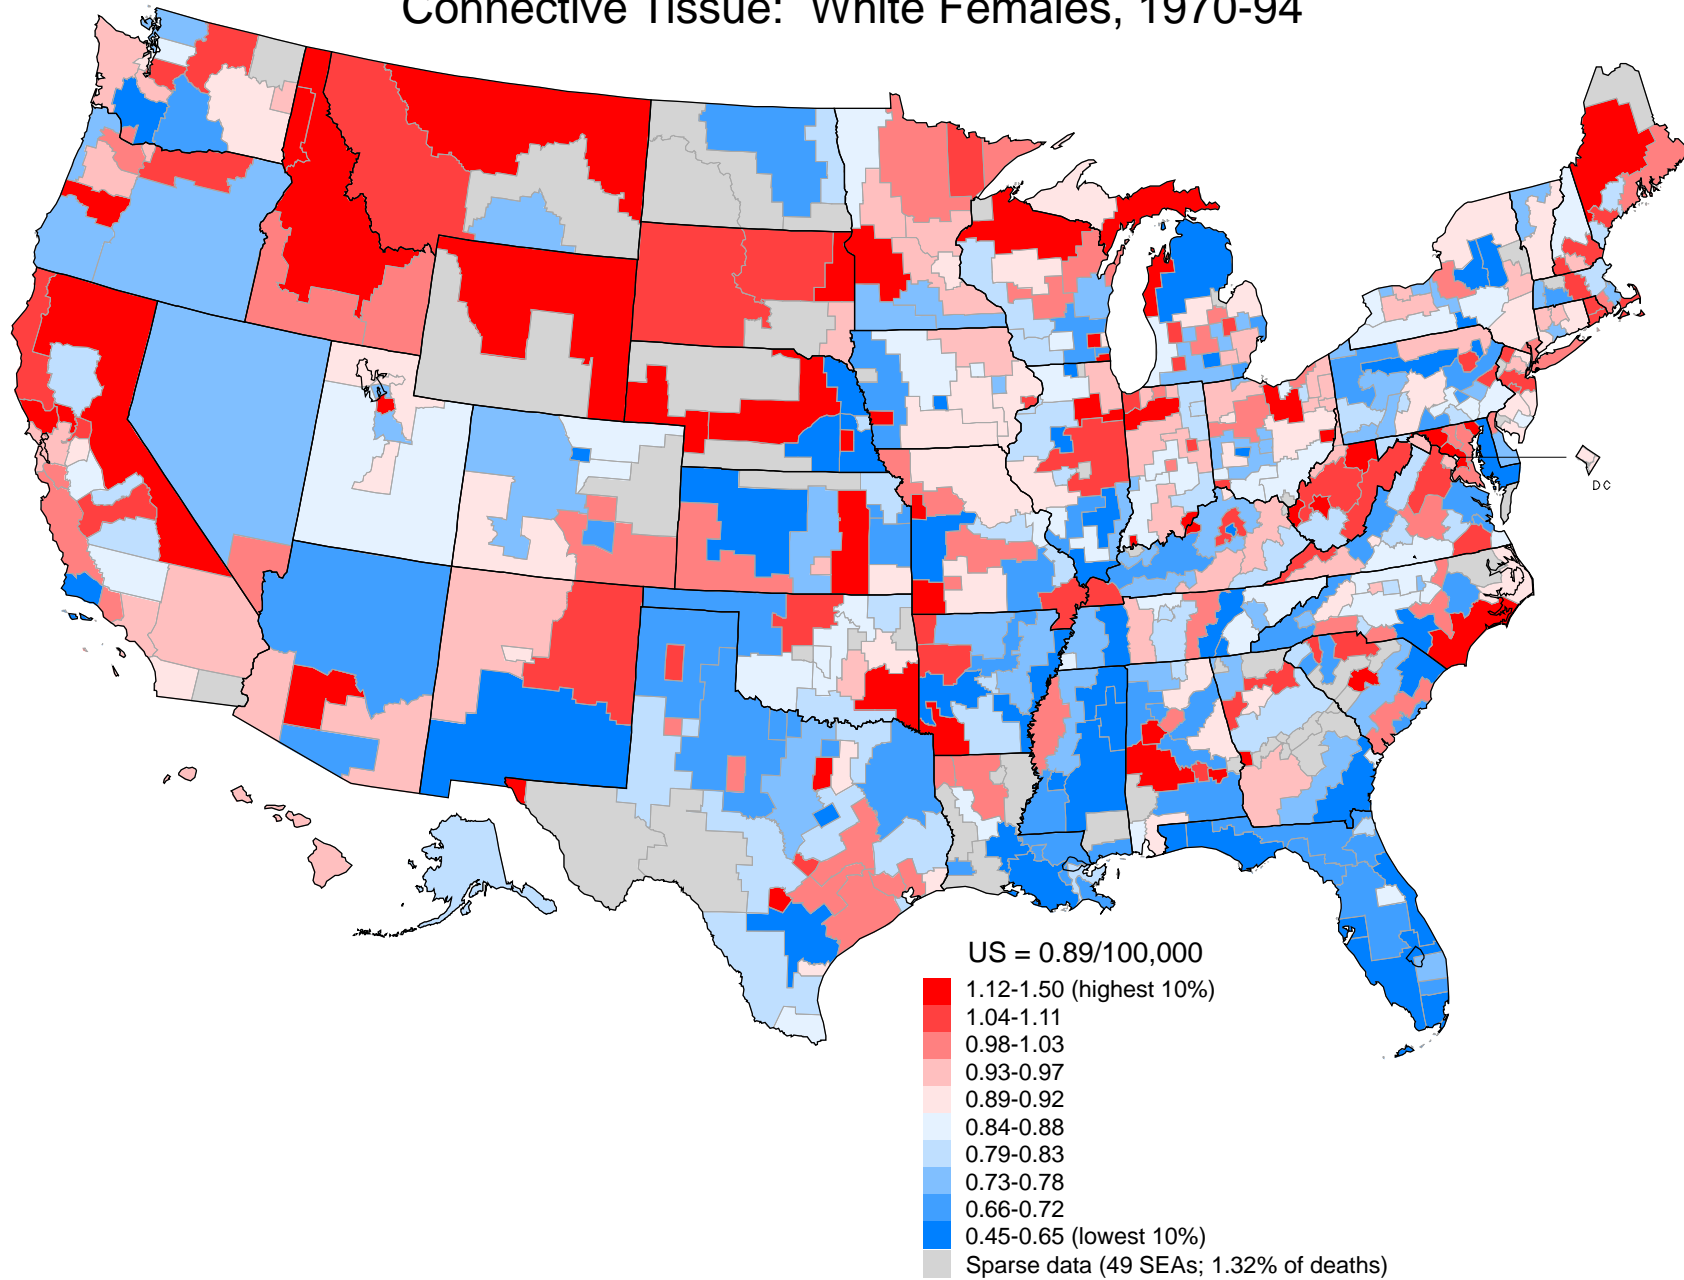 Connective Tissue: White Females, 1970-94
DC
US = 0.89/100,000
1.12-1.50 (highest 10%)
1.04-1.11
0.98-1.03
0.93-0.97
0.89-0.92
0.84-0.88
0.79-0.83
0.73-0.78
0.66-0.72
0.45-0.65 (lowest 10%)
Sparse data (49 SEAs; 1.32% of deaths)